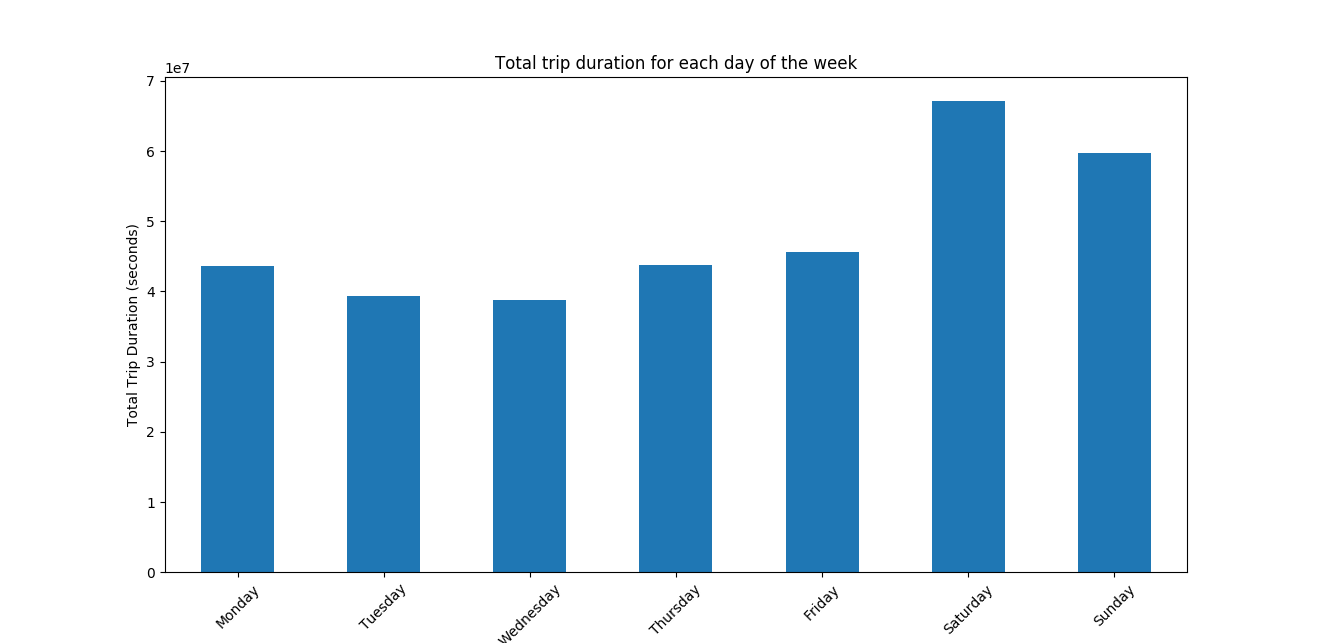 Total trip duration for each day of the week
1e7
7
6
5
4
3
2
1
0
Total Trip Duration (seconds)
Monday
Tuesday
Wednesday
Thursday
Friday
Saturday
Sunday